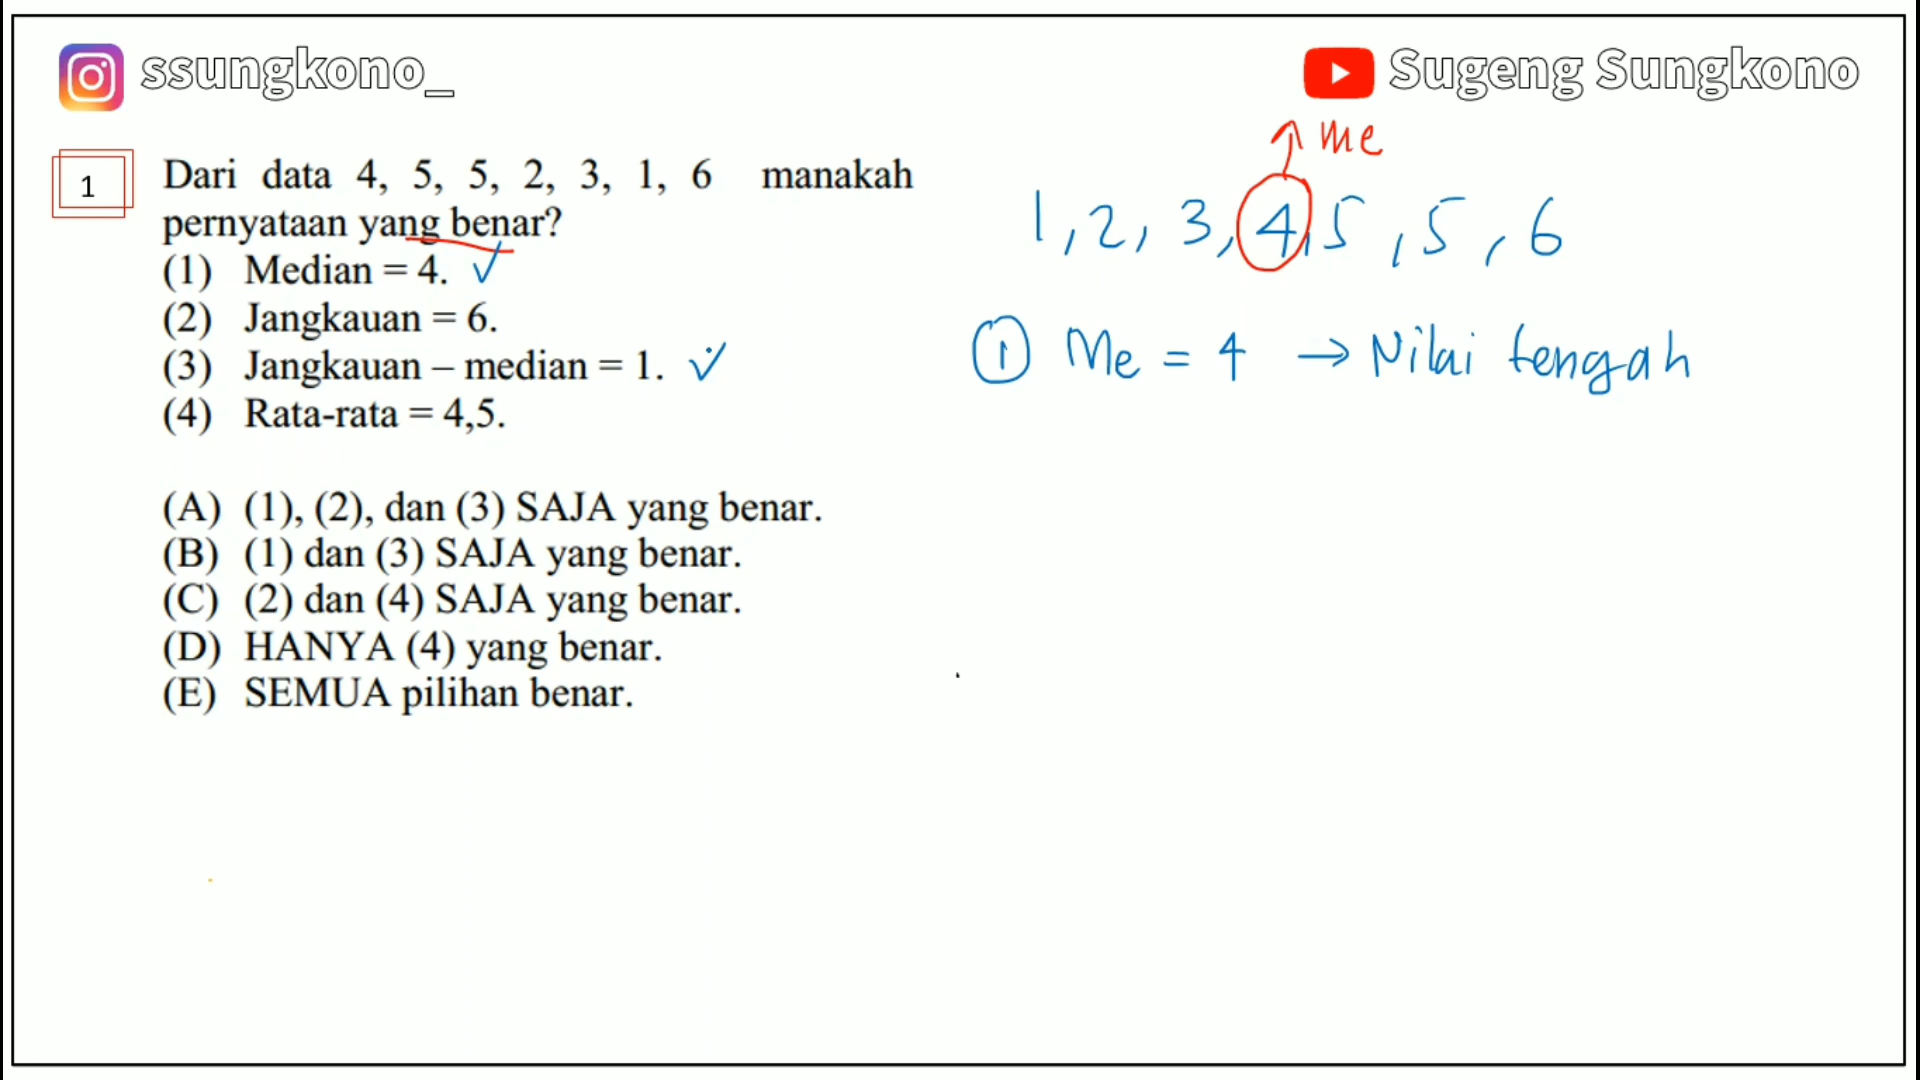 ssungkono_
Sugeng Sungkono
1
Dari data 4, 5, 5, 2, 3, 1, 6 manakah
pernyataan yang benar?
(1) Median = 4.
(2) Jangkauan = 6.
(3) Jangkauan – median = 1.
(4) Rata-rata = 4,5.
(A) (1), (2), dan (3) SAJA yang benar.
(B) (1) dan (3) SAJA yang benar.
(C) (2) dan (4) SAJA yang benar.
(D) HANYA (4) yang benar.
(E) SEMUA pilihan benar.
me
1, 2, 3, 4, 5, 5, 6
1 Me = 4 → Nilai tengah